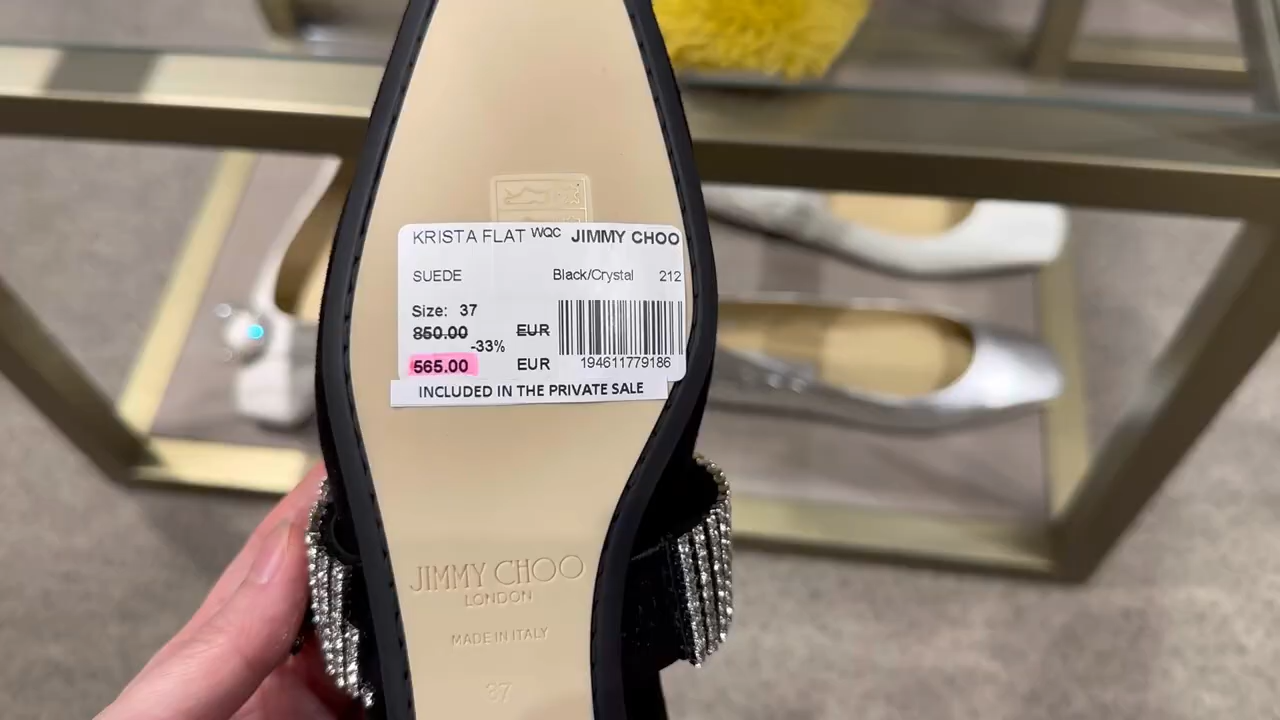 KRISTA FLAT WQC JIMMY CHOO
SUEDE Black/Crystal 212
Size: 37
850.00 EUR
-33%
565.00 EUR
194611779186
INCLUDED IN THE PRIVATE SALE
JIMMY CHOO
LONDON
MADE IN ITALY
37